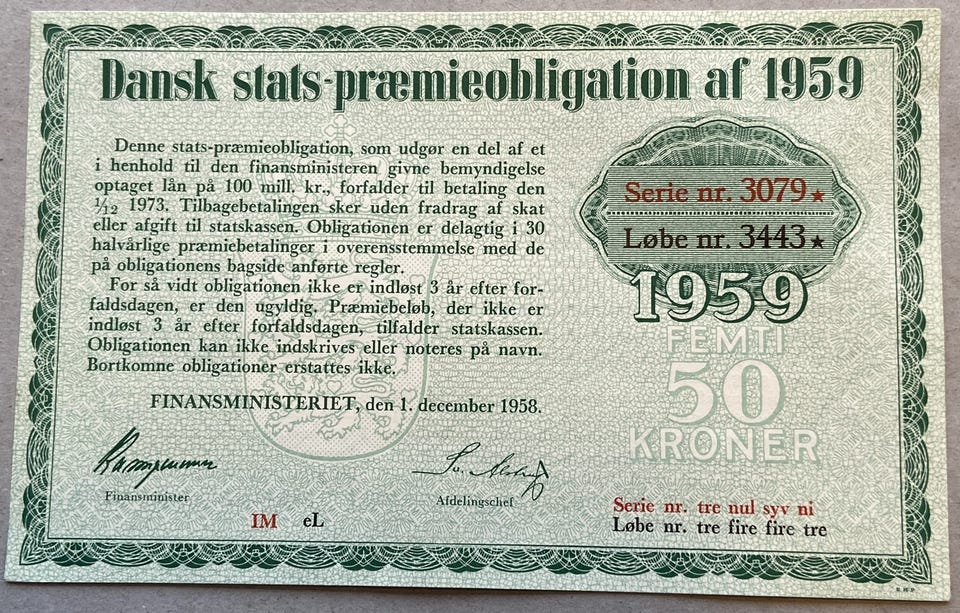 Dansk stats-præmieobligation af 1959
Denne stats-præmieobligation, som udgør en del af et
i henhold til den finansministeren givne bemyndigelse
optaget lån på 100 mill. kr., forfalder til betaling den
1/12 1973. Tilbagebetalingen sker uden fradrag af skat
eller afgift til statskassen. Obligationen er delagtig i 30
halvårlige præmiebetalinger i overensstemmelse med de
på obligationens bagside anførte regler.
For så vidt obligationen ikke er indløst 3 år efter for-
faldsdagen, er den ugyldig. Præmiebeløb, der ikke er
indløst 3 år efter forfaldsdagen, tilfalder statskassen.
Obligationen kan ikke indskrives eller noteres på navn.
Bortkomne obligationer erstattes ikke.
FINANSMINISTERIET, den 1. december 1958.
Finansminister
Afdelingschef
IM eL
Serie nr. 3079★
Løbe nr. 3443★
1959
FEMTI
50
KRONER
Serie nr. tre nul syv ni
Løbe nr. tre fire fire tre